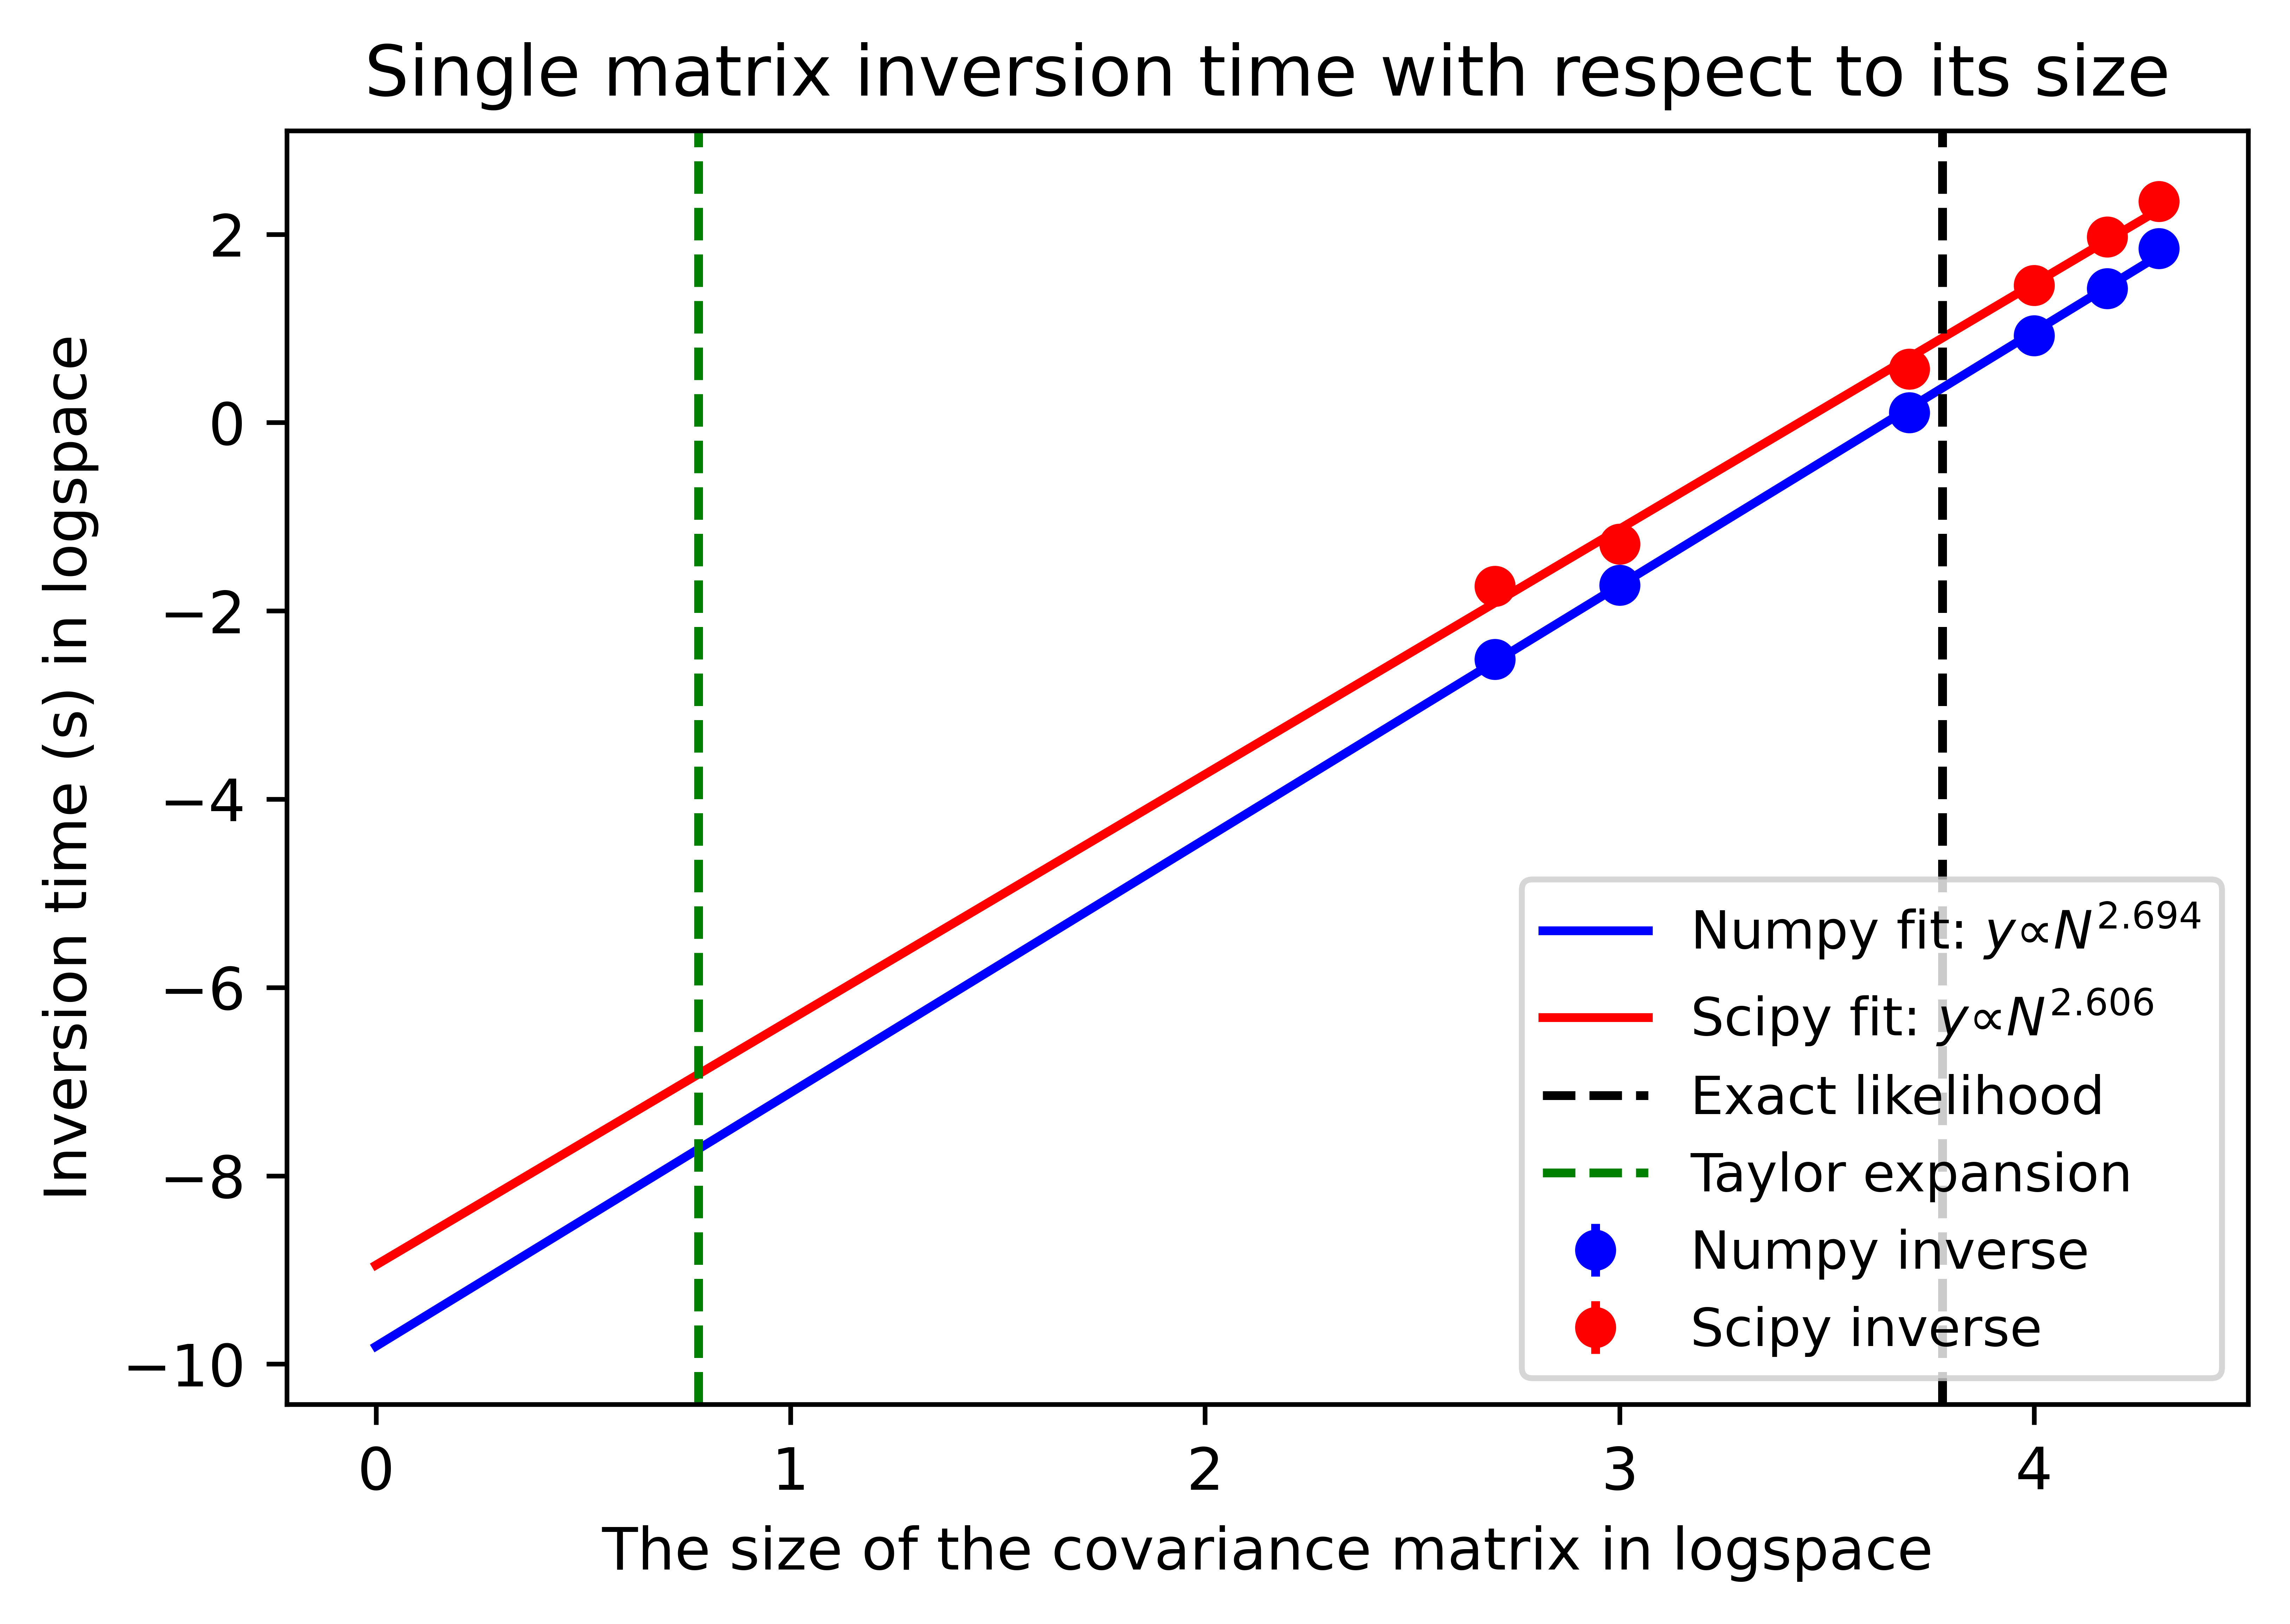 Single matrix inversion time with respect to its size
Inversion time (s) in logspace
2
0
−2
−4
−6
−8
−10
Numpy fit: y∝N^2.694
Scipy fit: y∝N^2.606
Exact likelihood
Taylor expansion
Numpy inverse
Scipy inverse
0 1 2 3 4
The size of the covariance matrix in logspace